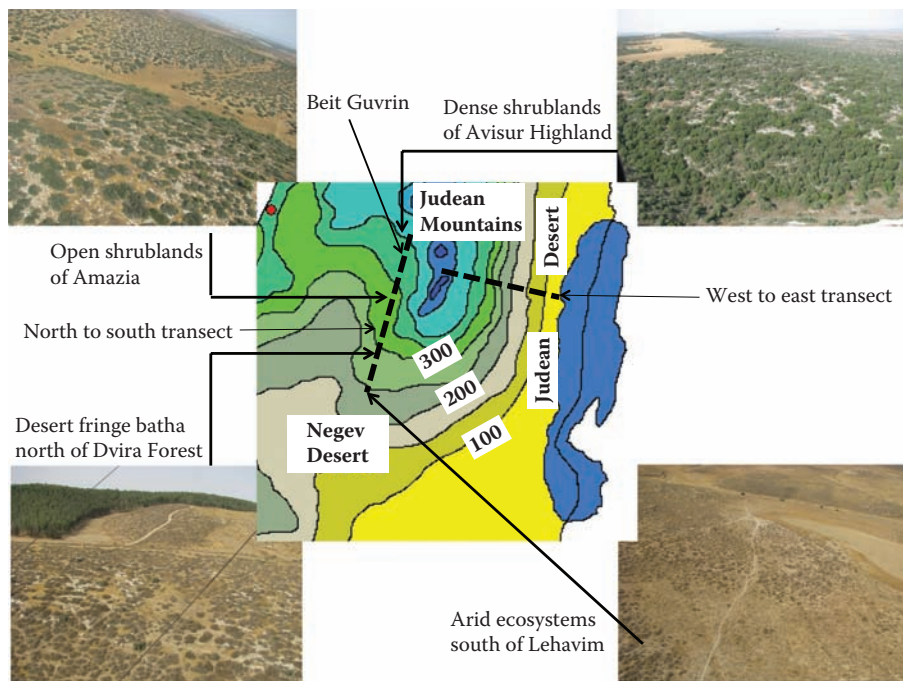 Beit Guvrin
Dense shrublands
of Avisur Highland
Judean
Mountains
Desert
Open shrublands
of Amazia
West to east transect
North to south transect
300
Judean
200
Desert fringe batha
north of Dvira Forest
Negev
Desert
100
Arid ecosystems
south of Lehavim